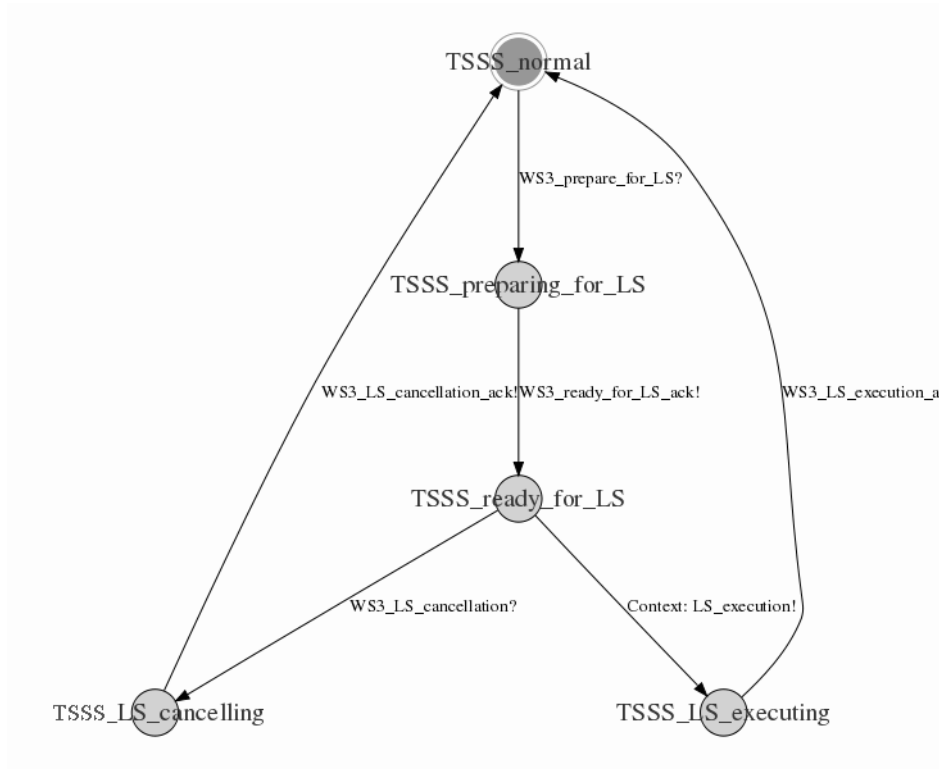 TSSS_normal
WS3_prepare_for_LS?
TSSS_preparing_for_LS
WS3_LS_cancellation_ack!
WS3_ready_for_LS_ack!
WS3_LS_execution_a
TSSS_ready_for_LS
WS3_LS_cancellation?
Context: LS_execution!
TSSS_LS_cancelling
TSSS_LS_executing